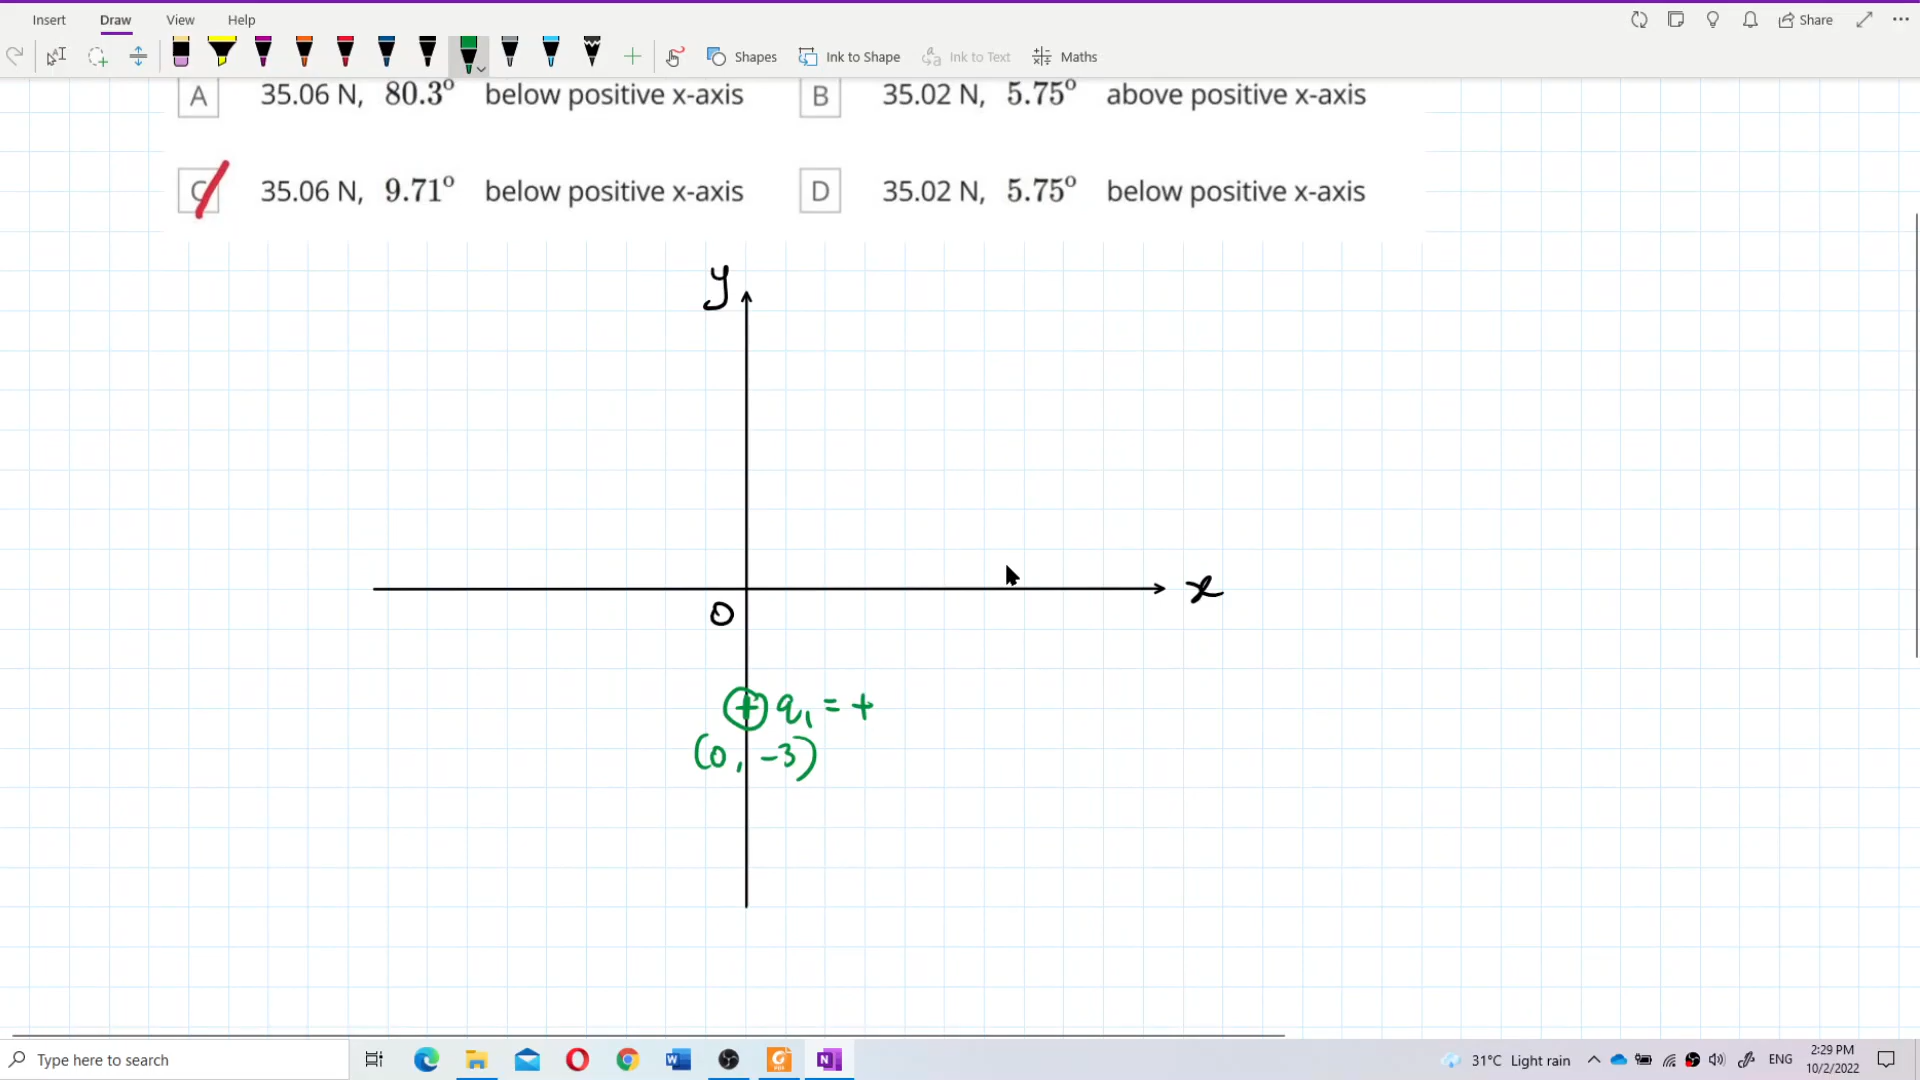 Insert Draw View Help Share
Shapes Ink to Shape Ink to Text Maths
A 35.06 N, 80.3° below positive x-axis B 35.02 N, 5.75° above positive x-axis
C 35.06 N, 9.71° below positive x-axis D 35.02 N, 5.75° below positive x-axis
y
x
O
+ q₁ = +
(0, -3)
Type here to search 31°C Light rain ENG 2:29 PM
10/2/2022